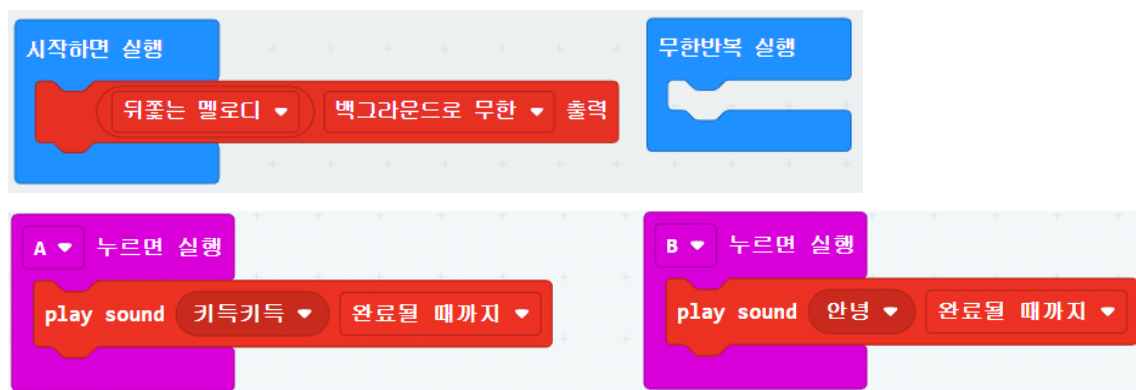 시작하면 실행
뒤쫓는 멜로디 백그라운드로 무한 출력
무한반복 실행
A 누르면 실행
play sound 키득키득 완료될 때까지
B 누르면 실행
play sound 안녕 완료될 때까지